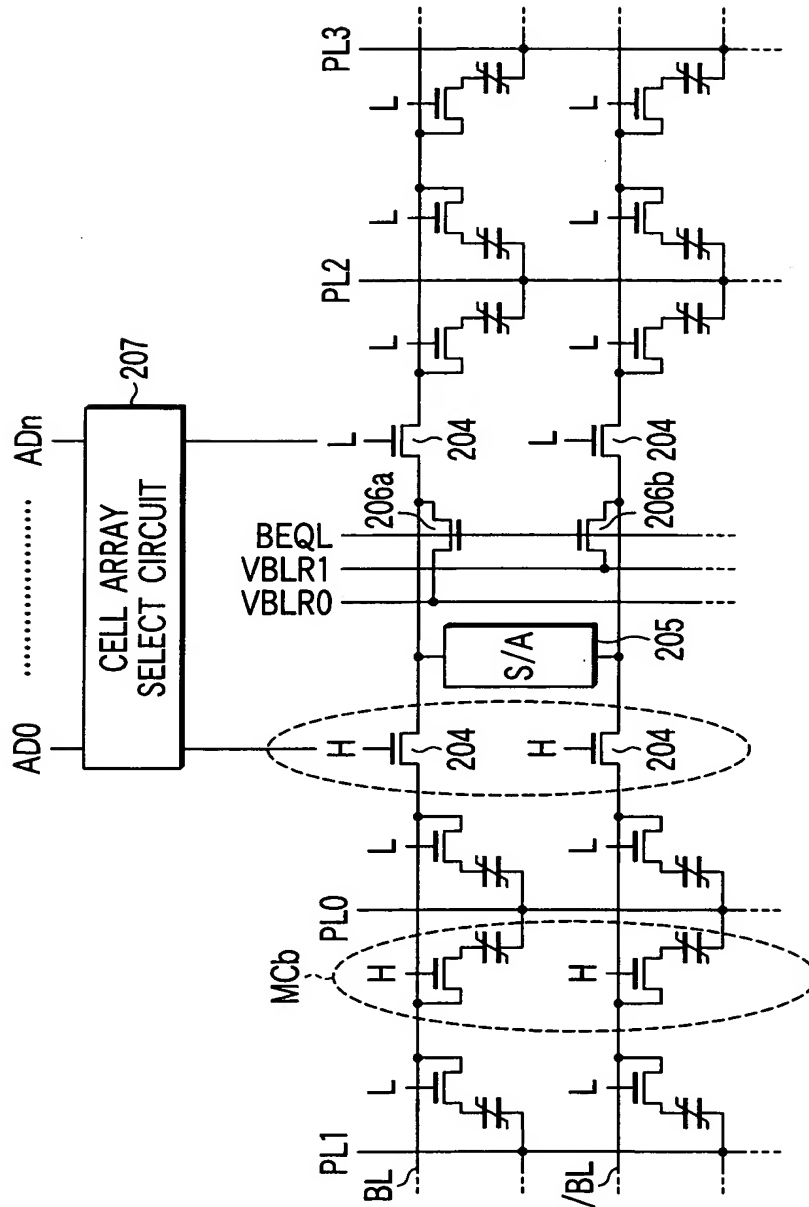 AD0 ............ ADn
CELL ARRAY
SELECT CIRCUIT
207
BEQL
VBLR1
VBLR0
PL1
MCb
PL0
PL2
PL3
L
H
L
H
L
L
L
L
204
206a
204
BL
S/A
205
206b
L
H
L
H
L
L
L
L
204
204
/BL